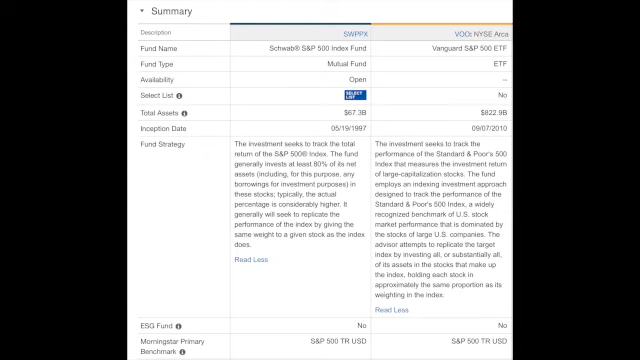 Summary
Description SWPPX VOO: NYSE Arca
Fund Name Schwab® S&P 500 Index Fund Vanguard S&P 500 ETF
Fund Type Mutual Fund ETF
Availability Open --
Select List SELECT LIST No
Total Assets $67.3B $822.9B
Inception Date 05/19/1997 09/07/2010
Fund Strategy
The investment seeks to track the total
return of the S&P 500® Index. The fund
generally invests at least 80% of its net
assets (including, for this purpose, any
borrowings for investment purposes) in
these stocks; typically, the actual
percentage is considerably higher. It
generally will seek to replicate the
performance of the index by giving the
same weight to a given stock as the index
does.
Read Less
The investment seeks to track the
performance of the Standard & Poor's 500
Index that measures the investment return
of large-capitalization stocks. The fund
employs an indexing investment approach
designed to track the performance of the
Standard & Poor's 500 Index, a widely
recognized benchmark of U.S. stock
market performance that is dominated by
the stocks of large U.S. companies. The
advisor attempts to replicate the target
index by investing all, or substantially all,
of its assets in the stocks that make up
the index, holding each stock in
approximately the same proportion as its
weighting in the index.
Read Less
ESG Fund No No
Morningstar Primary S&P 500 TR USD S&P 500 TR USD
Benchmark